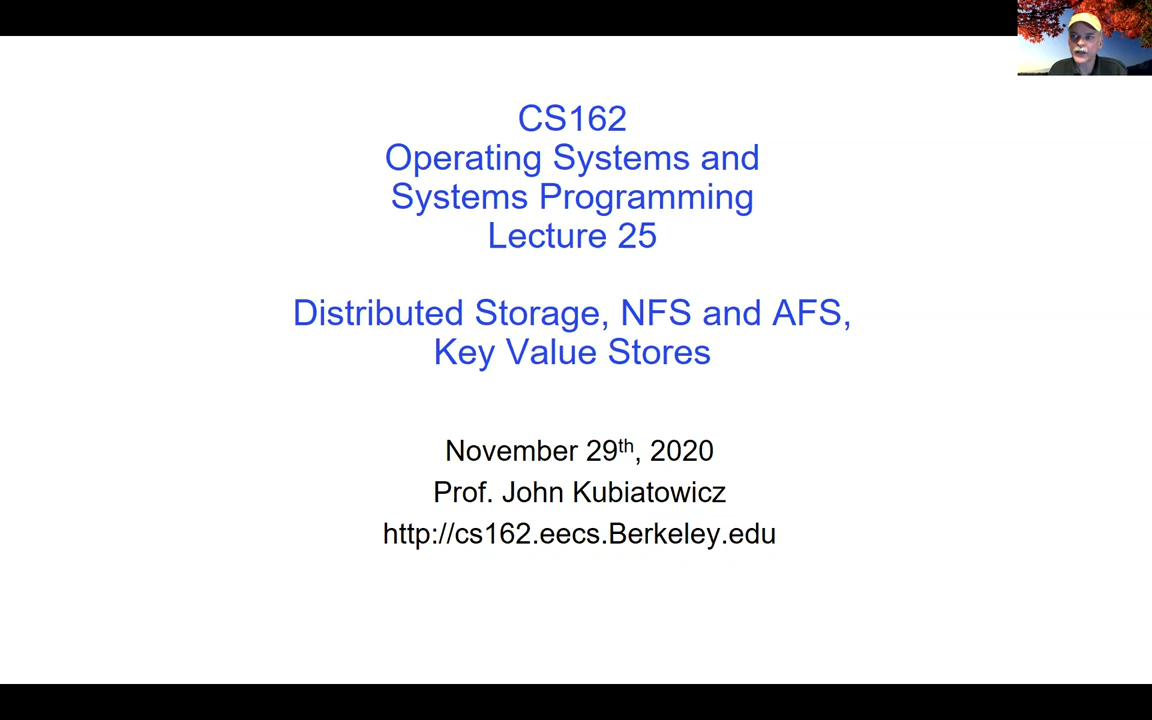 CS162
Operating Systems and
Systems Programming
Lecture 25
Distributed Storage, NFS and AFS,
Key Value Stores
November 29th, 2020
Prof. John Kubiatowicz
http://cs162.eecs.Berkeley.edu